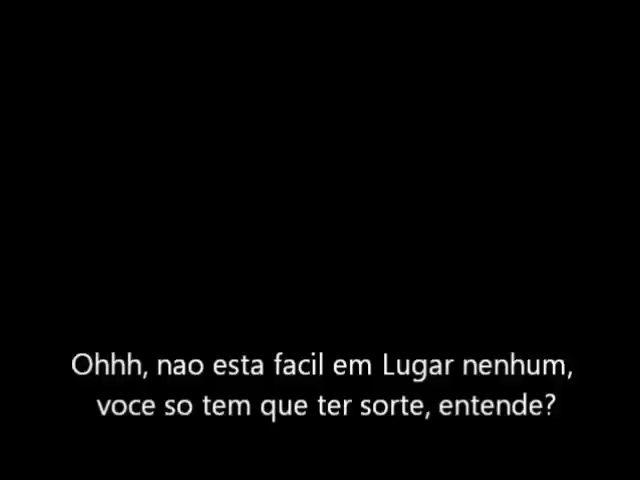 Ohhh, nao esta facil em Lugar nenhum,
voce so tem que ter sorte, entende?